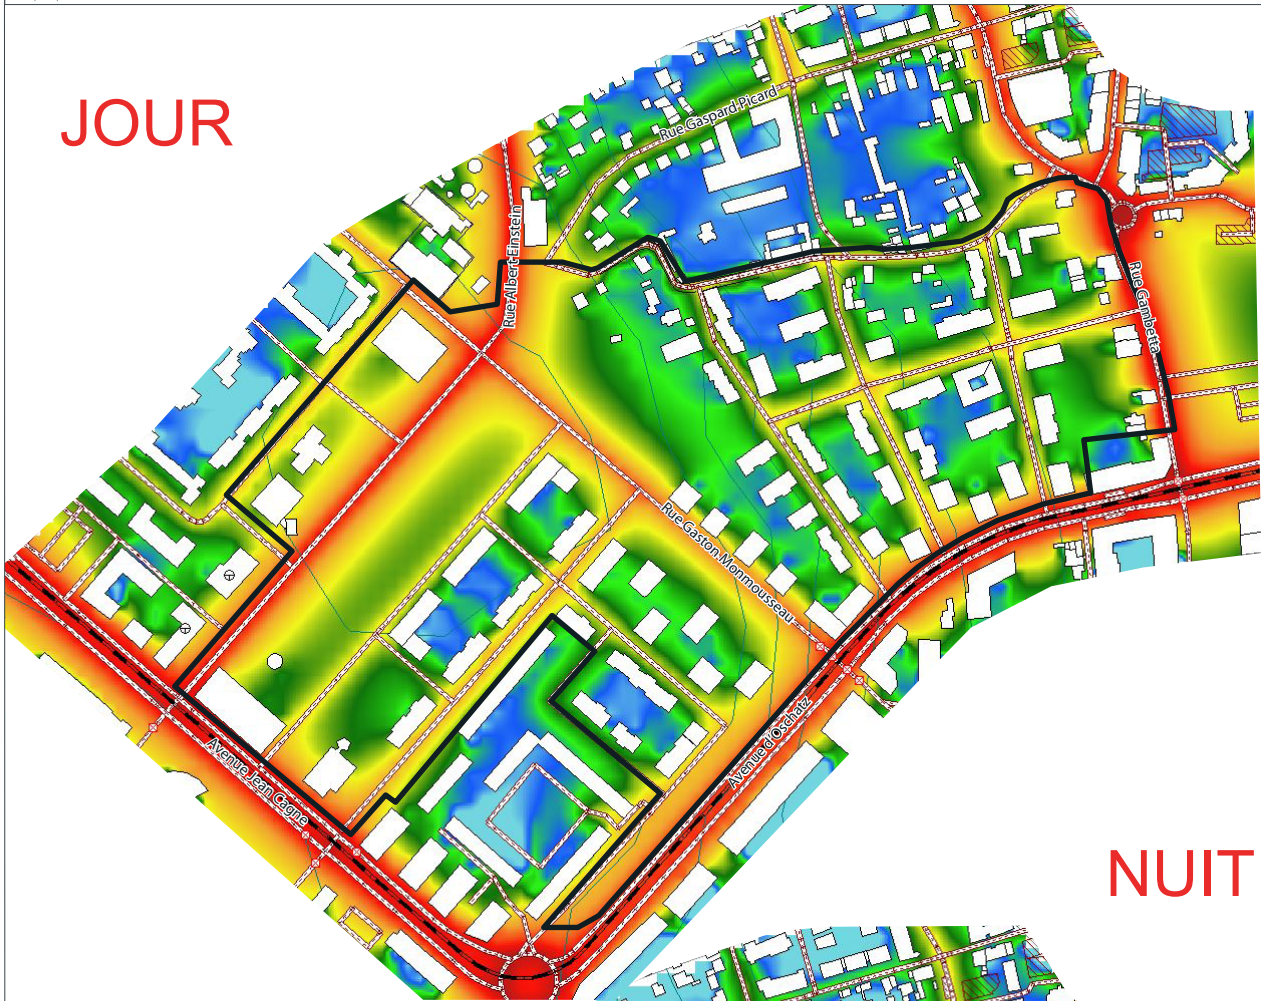 JOUR
Rue Gaspard Picard
Rue Albert Einstein
Rue Gambetta
Rue Gaston Monmousseau
Avenue d'Oschatz
Avenue Jean Cagne
NUIT